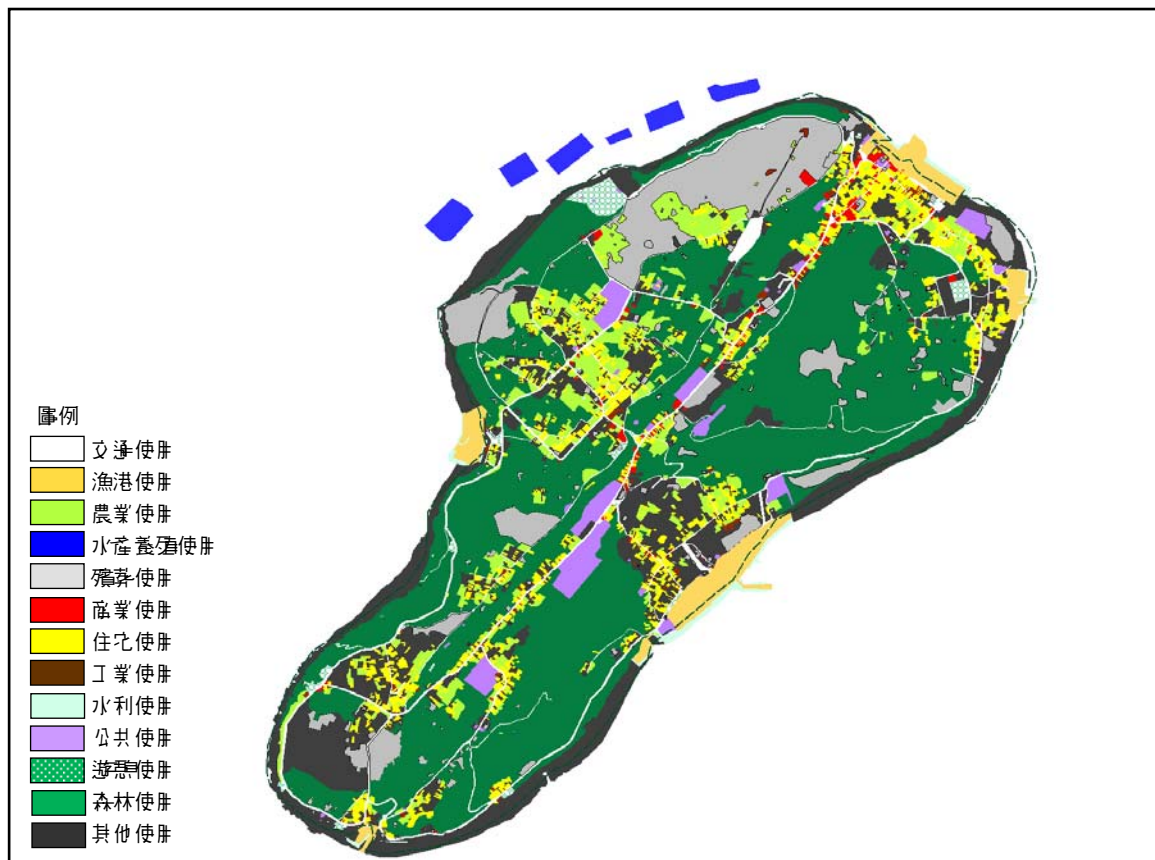 圖例
交通使用
漁港使用
農業使用
水產養殖使用
殯葬使用
商業使用
住宅使用
工業使用
水利使用
公共使用
遊憩使用
森林使用
其他使用